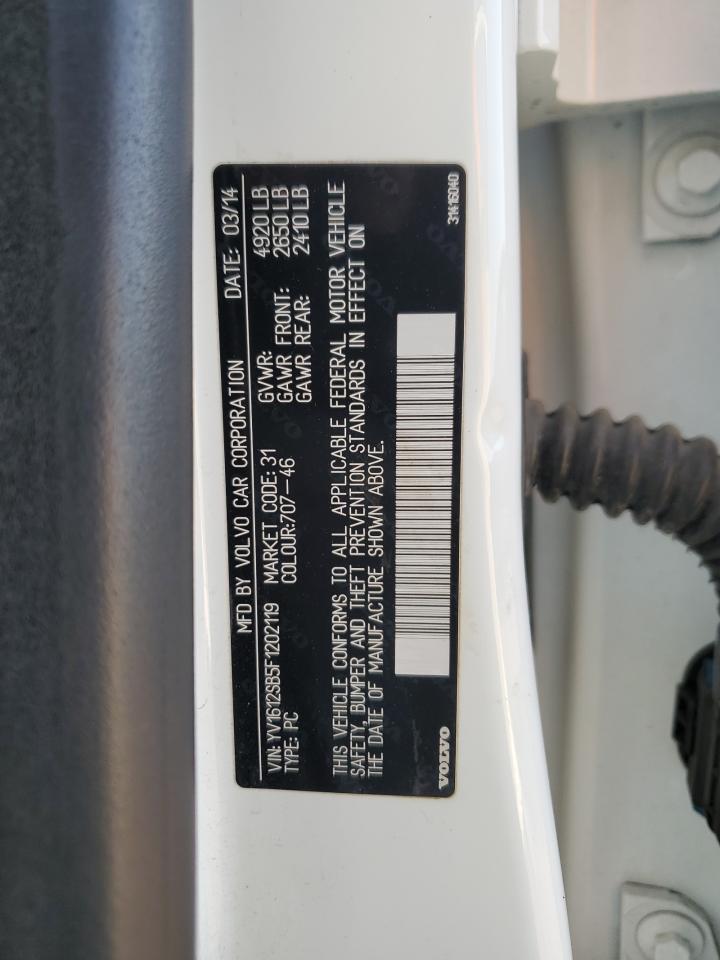 MFD BY VOLVO CAR CORPORATION DATE: 03/14
VIN: YV1612SB5F1202119 MARKET CODE: 31 GVWR: 4920 LB
TYPE: PC COLOUR:707-46 GAWR FRONT: 2650 LB
GAWR REAR: 2410 LB
THIS VEHICLE CONFORMS TO ALL APPLICABLE FEDERAL MOTOR VEHICLE
SAFETY, BUMPER AND THEFT PREVENTION STANDARDS IN EFFECT ON
THE DATE OF MANUFACTURE SHOWN ABOVE.
VOLVO 31416040